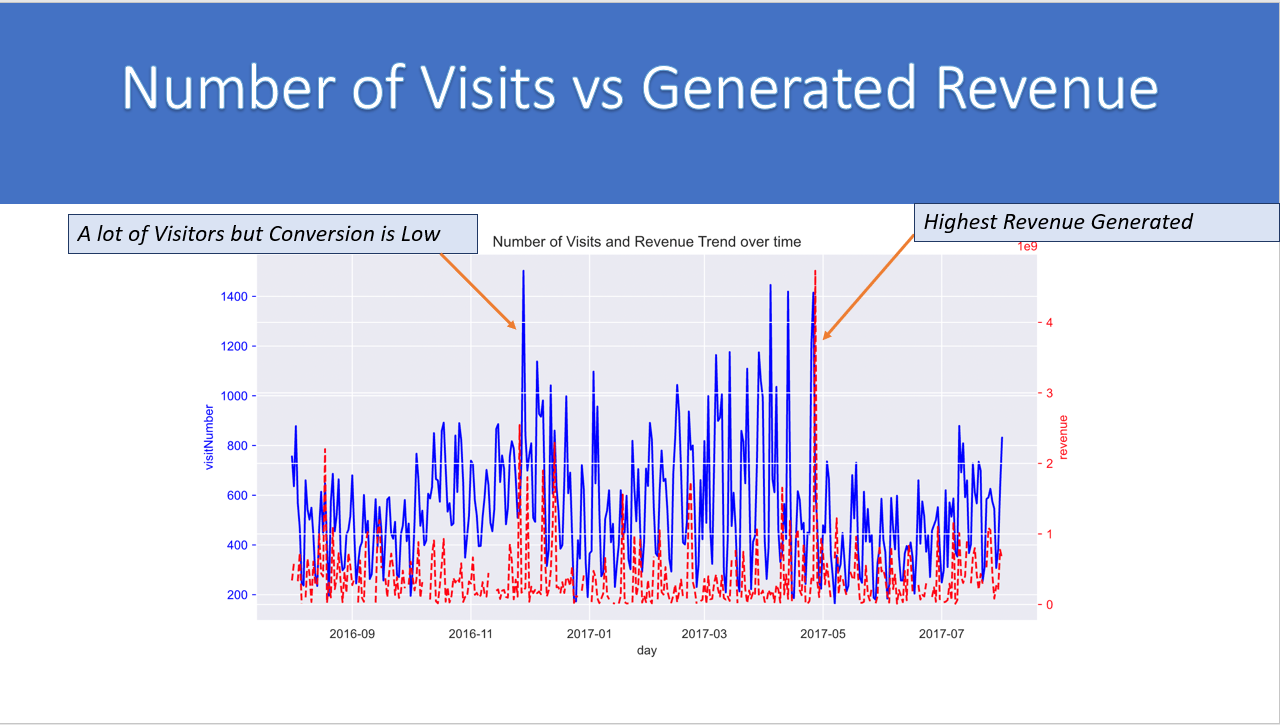 Number of Visits vs Generated Revenue
A lot of Visitors but Conversion is Low
Highest Revenue Generated
Number of Visits and Revenue Trend over time
1e9
1400
1200
1000
800
600
400
200
visitNumber
4
3
2
1
0
revenue
2016-09
2016-11
2017-01
2017-03
2017-05
2017-07
day